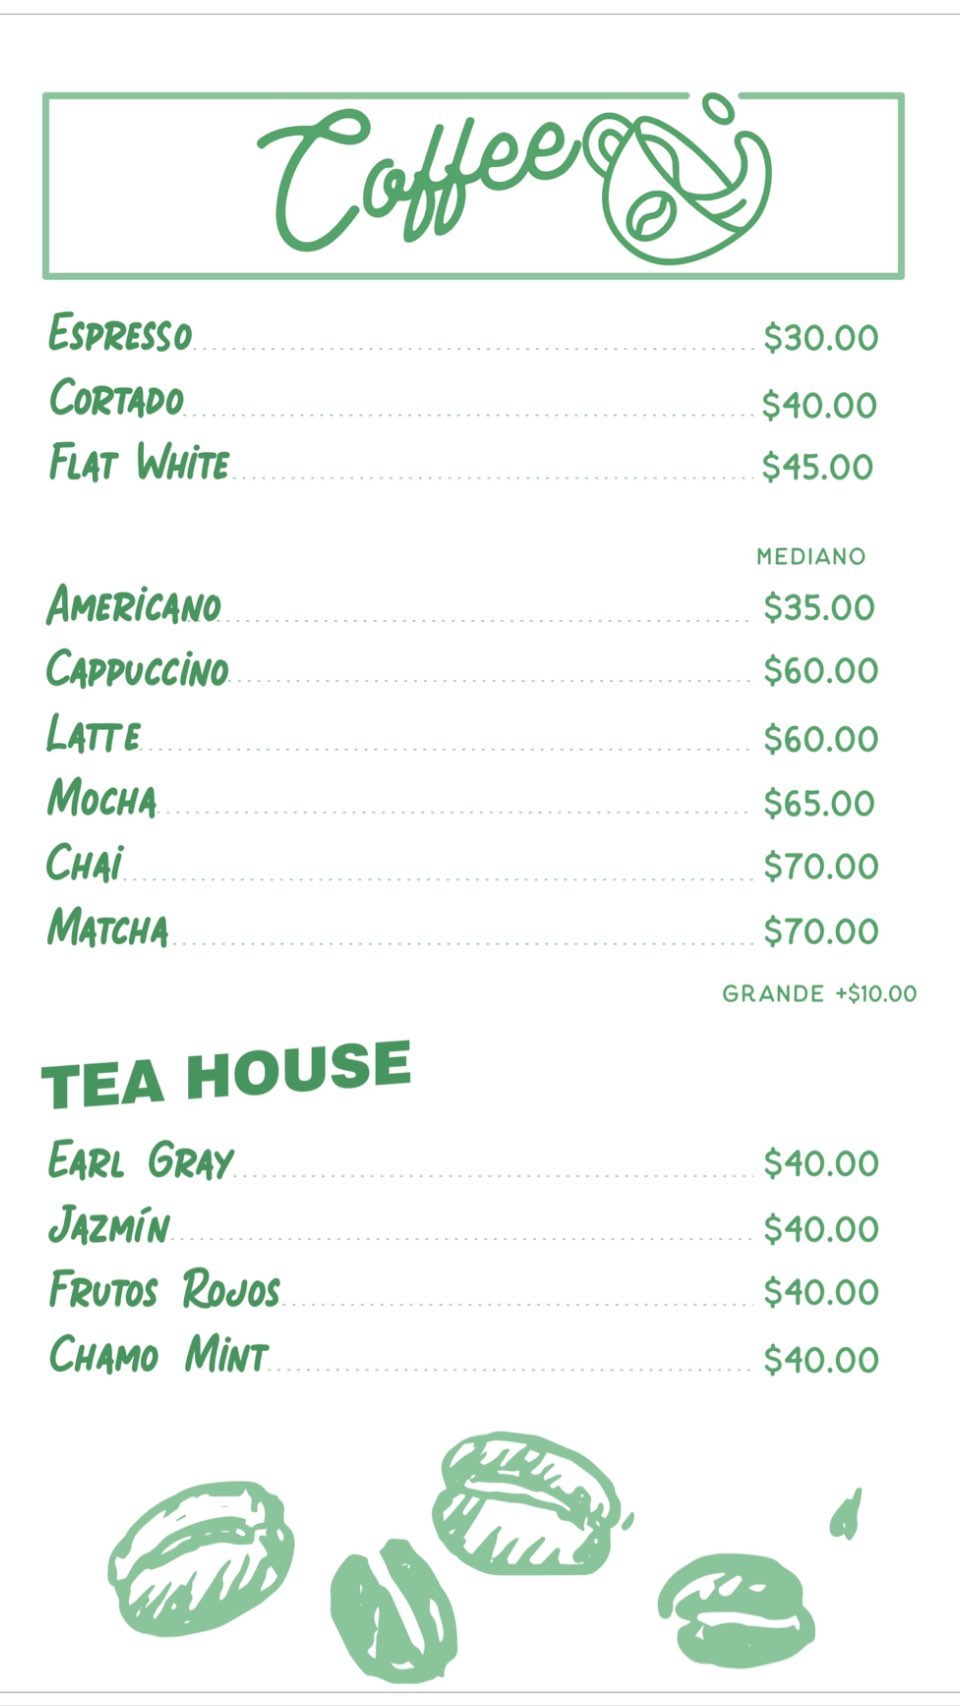 Coffee
ESPRESSO $30.00
CORTADO $40.00
FLAT WHITE $45.00
MEDIANO
AMERICANO $35.00
CAPPUCCINO $60.00
LATTE $60.00
MOCHA $65.00
CHAI $70.00
MATCHA $70.00
GRANDE +$10.00
TEA HOUSE
EARL GRAY $40.00
JAZMÍN $40.00
FRUTOS ROJOS $40.00
CHAMO MINT $40.00